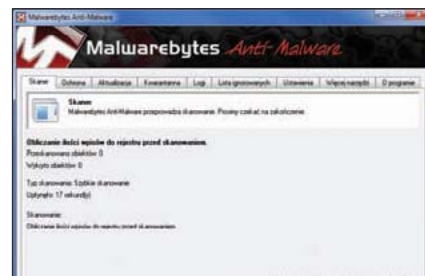 Malwarebytes Anti-Malware
Malwarebytes Anti-Malware
Skaner Ochrona Aktualizacja Kwarantanna Logi Lista ignorowanych Ustawienia Więcej narzędzi O programie
Skaner
Malwarebytes Anti-Malware przeprowadza skanowanie. Prosimy czekać na zakończenie.
Obliczanie ilości wpisów do rejestru przed skanowaniem.
Przeskanowano obiektów: 0
Wykryto obiektów: 0
Typ skanowania: Szybkie skanowanie
Upłynęło: 17 sekund(y)
Skanowanie:
Obliczanie ilości wpisów do rejestru przed skanowaniem.